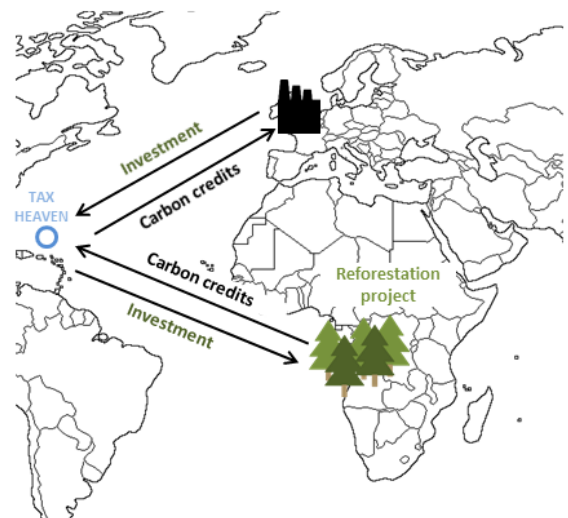 Investment
Carbon credits
TAX
HEAVEN
Carbon credits
Reforestation
project
Investment